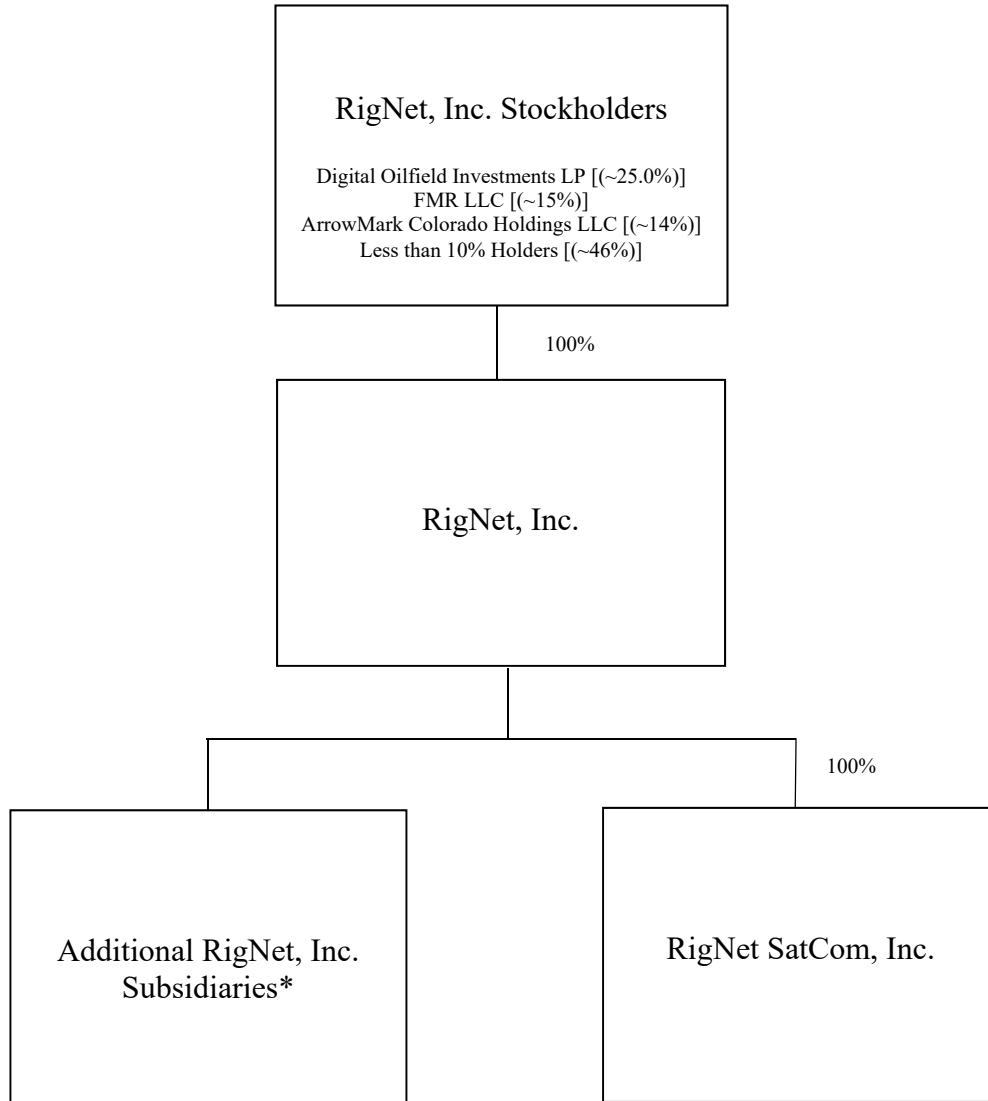 RigNet, Inc. Stockholders
Digital Oilfield Investments LP [(~25.0%)]
FMR LLC [(~15%)]
ArrowMark Colorado Holdings LLC [(~14%)]
Less than 10% Holders [(~46%)]
100%
RigNet, Inc.
100%
Additional RigNet, Inc.
Subsidiaries*
RigNet SatCom, Inc.